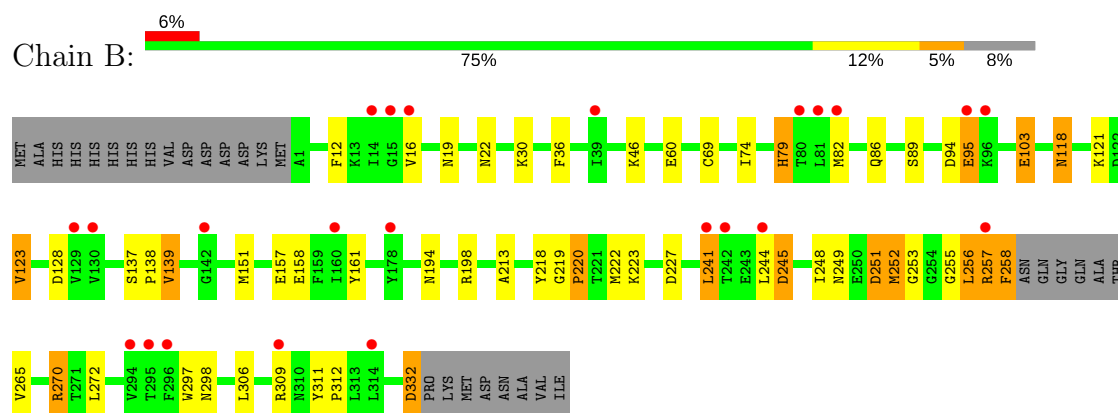 6%
Chain B:
75% 12% 5% 8%
MET ALA HIS HIS HIS HIS HIS HIS VAL ASP ASP ASP ASP LYS MET A1 F12 K13 I14 G15 V16 N19 N22 K30 F36 I39 K46 E60 C69 I74 H79 T80 L81 M82 Q86 S89 D94 E95 K96 E103 N118 K121 D122
V123 D128 V129 V130 S137 P138 V139 G142 M151 E157 E158 F159 I160 Y161 Y178 N194 R198 A213 Y218 G219 P220 T221 M222 K223 D227 L241 T242 E243 L244 D245 I248 N249 E250 D251 M252 G253 G254 G255 L256 R257 F258 ASN GLN GLY GLN ALA THR
V265 R270 T271 L272 V294 T295 F296 W297 N298 L306 R309 N310 Y311 P312 L313 L314 D332 PRO LYS MET ASP ASN ALA VAL ILE